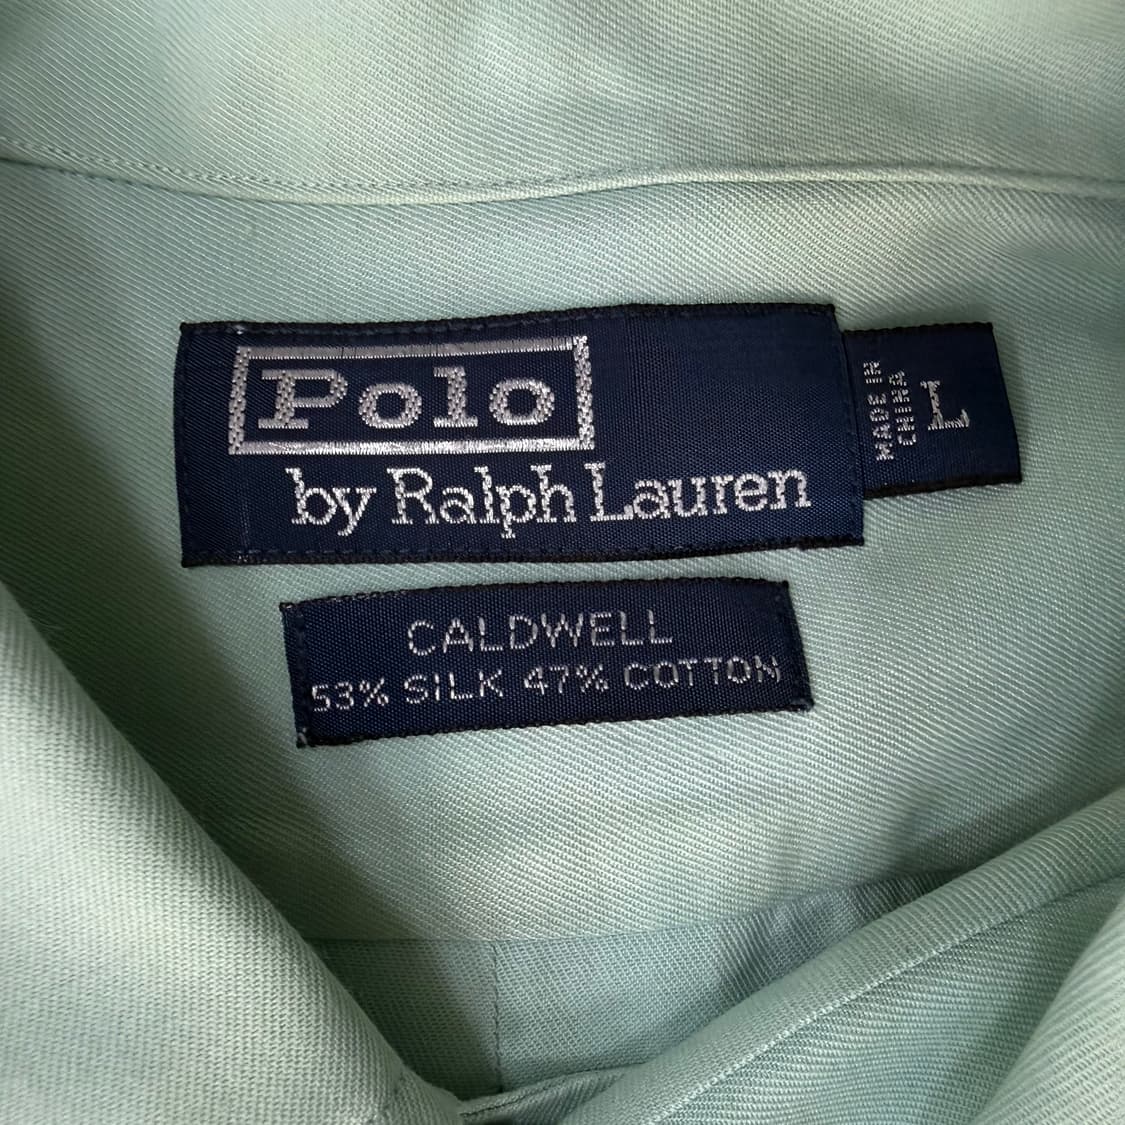 Polo
by Ralph Lauren
MADE IN
CHINA
L
CALDWELL
53% SILK 47% COTTON